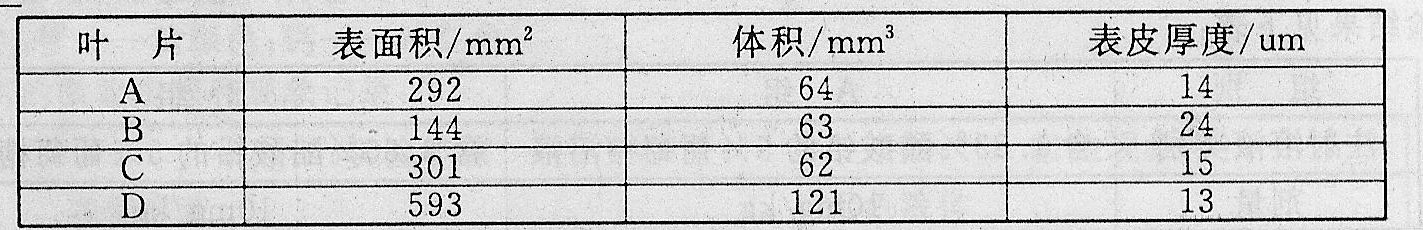 叶 片 表面积/mm² 体积/mm³ 表皮厚度/um
A 292 64 14
B 144 63 24
C 301 62 15
D 593 121 13